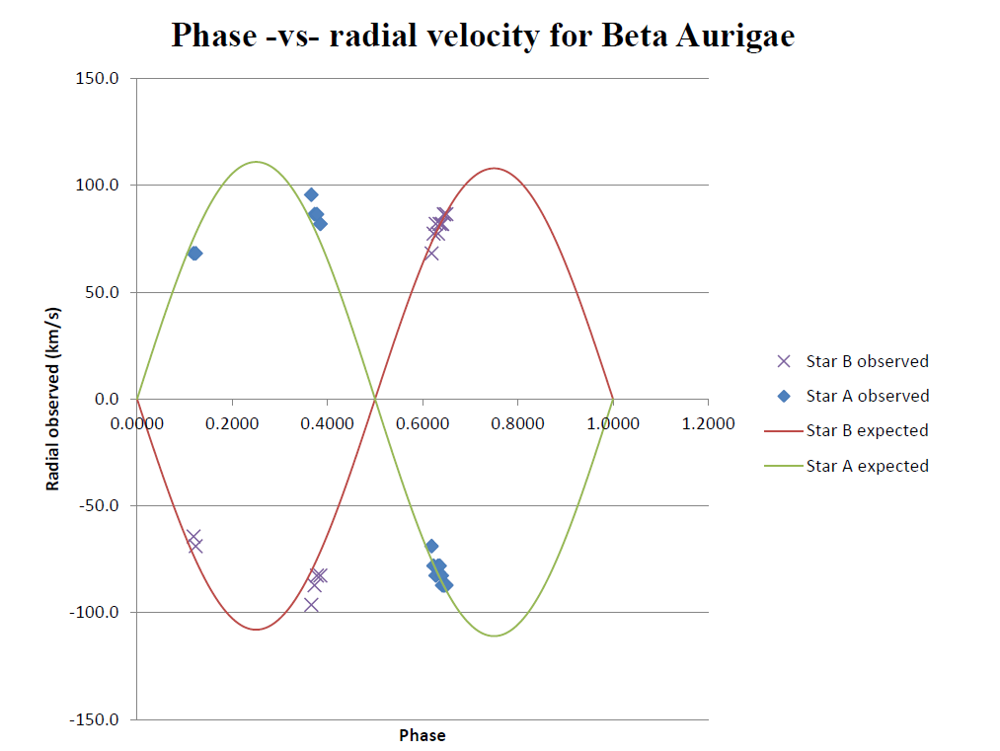 Phase -vs- radial velocity for Beta Aurigae
150.0
100.0
50.0
0.0
-50.0
-100.0
-150.0
0.0000 0.2000 0.4000 0.6000 0.8000 1.0000 1.2000
Radial observed (km/s)
Phase
Star B observed
Star A observed
Star B expected
Star A expected